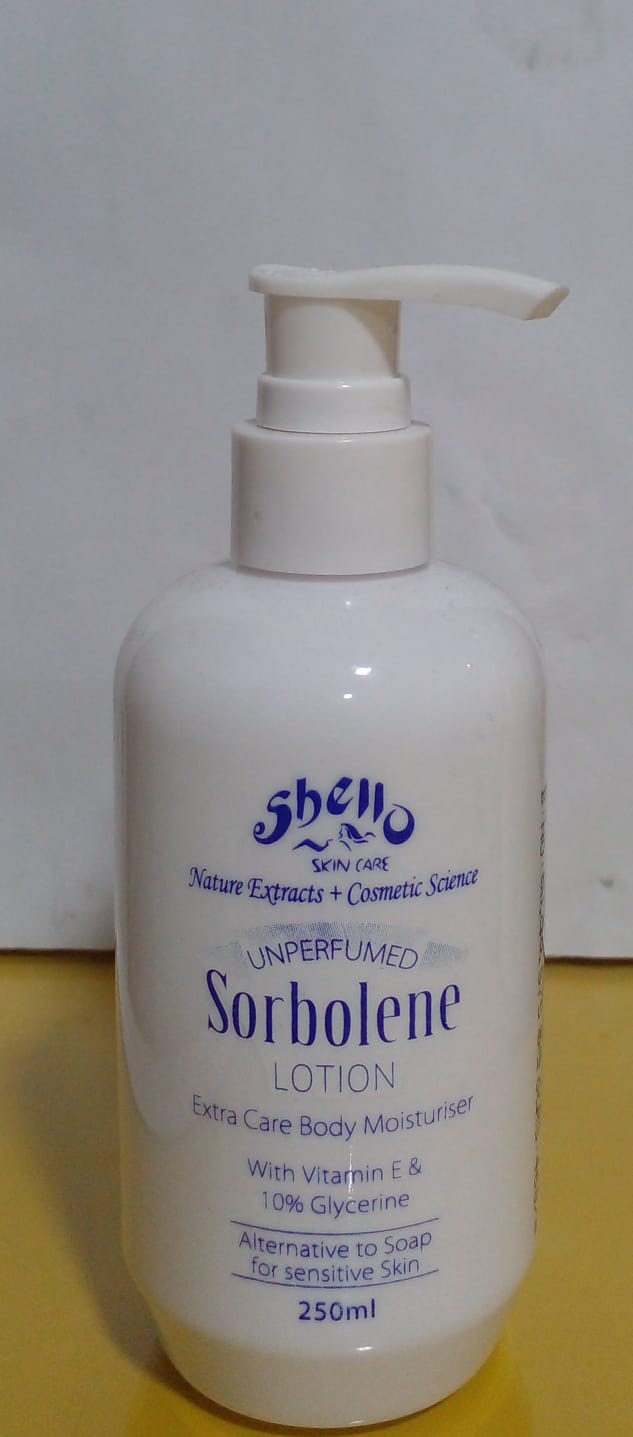 Shello
SKIN CARE
Nature Extracts + Cosmetic Science
UNPERFUMED
Sorbolene
LOTION
Extra Care Body Moisturiser
With Vitamin E &
10% Glycerine
Alternative to Soap
for sensitive Skin
250ml